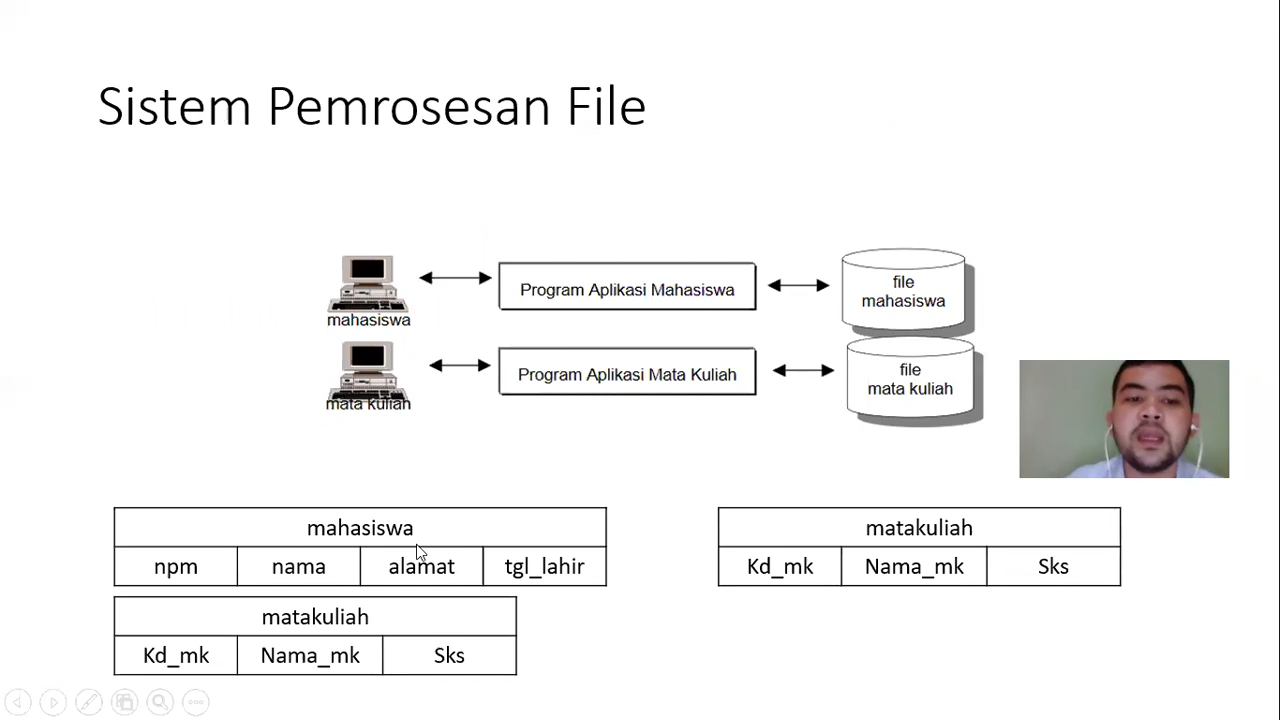 Sistem Pemrosesan File
mahasiswa
Program Aplikasi Mahasiswa
file
mahasiswa
mata kuliah
Program Aplikasi Mata Kuliah
file
mata kuliah
mahasiswa
npm nama alamat tgl_lahir
matakuliah
Kd_mk Nama_mk Sks
matakuliah
Kd_mk Nama_mk Sks